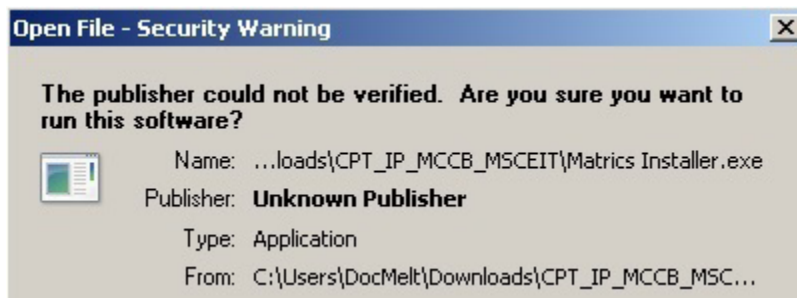 Open File - Security Warning
The publisher could not be verified. Are you sure you want to
run this software?
Name: ...loads\CPT_IP_MCCB_MSCEIT\Matrics Installer.exe
Publisher: Unknown Publisher
Type: Application
From: C:\Users\DocMelt\Downloads\CPT_IP_MCCB_MSC...